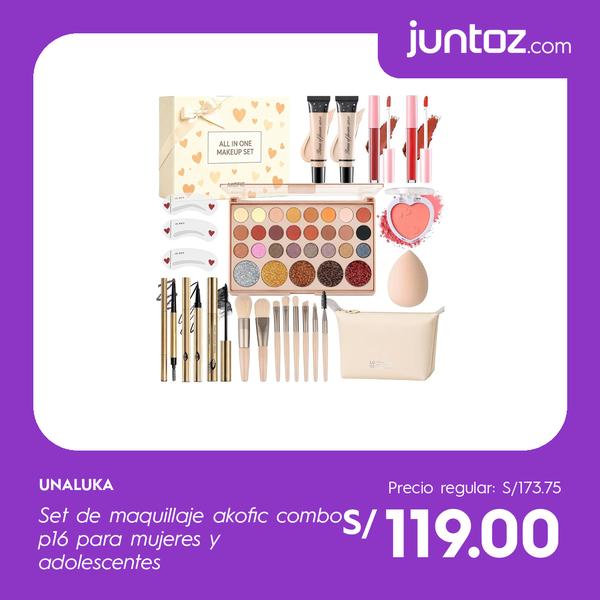 juntoz.com
ALL IN ONE
MAKEUP SET
UNALUKA
Precio regular: S/173.75
Set de maquillaje akofic combo
p16 para mujeres y
adolescentes
S/119.00